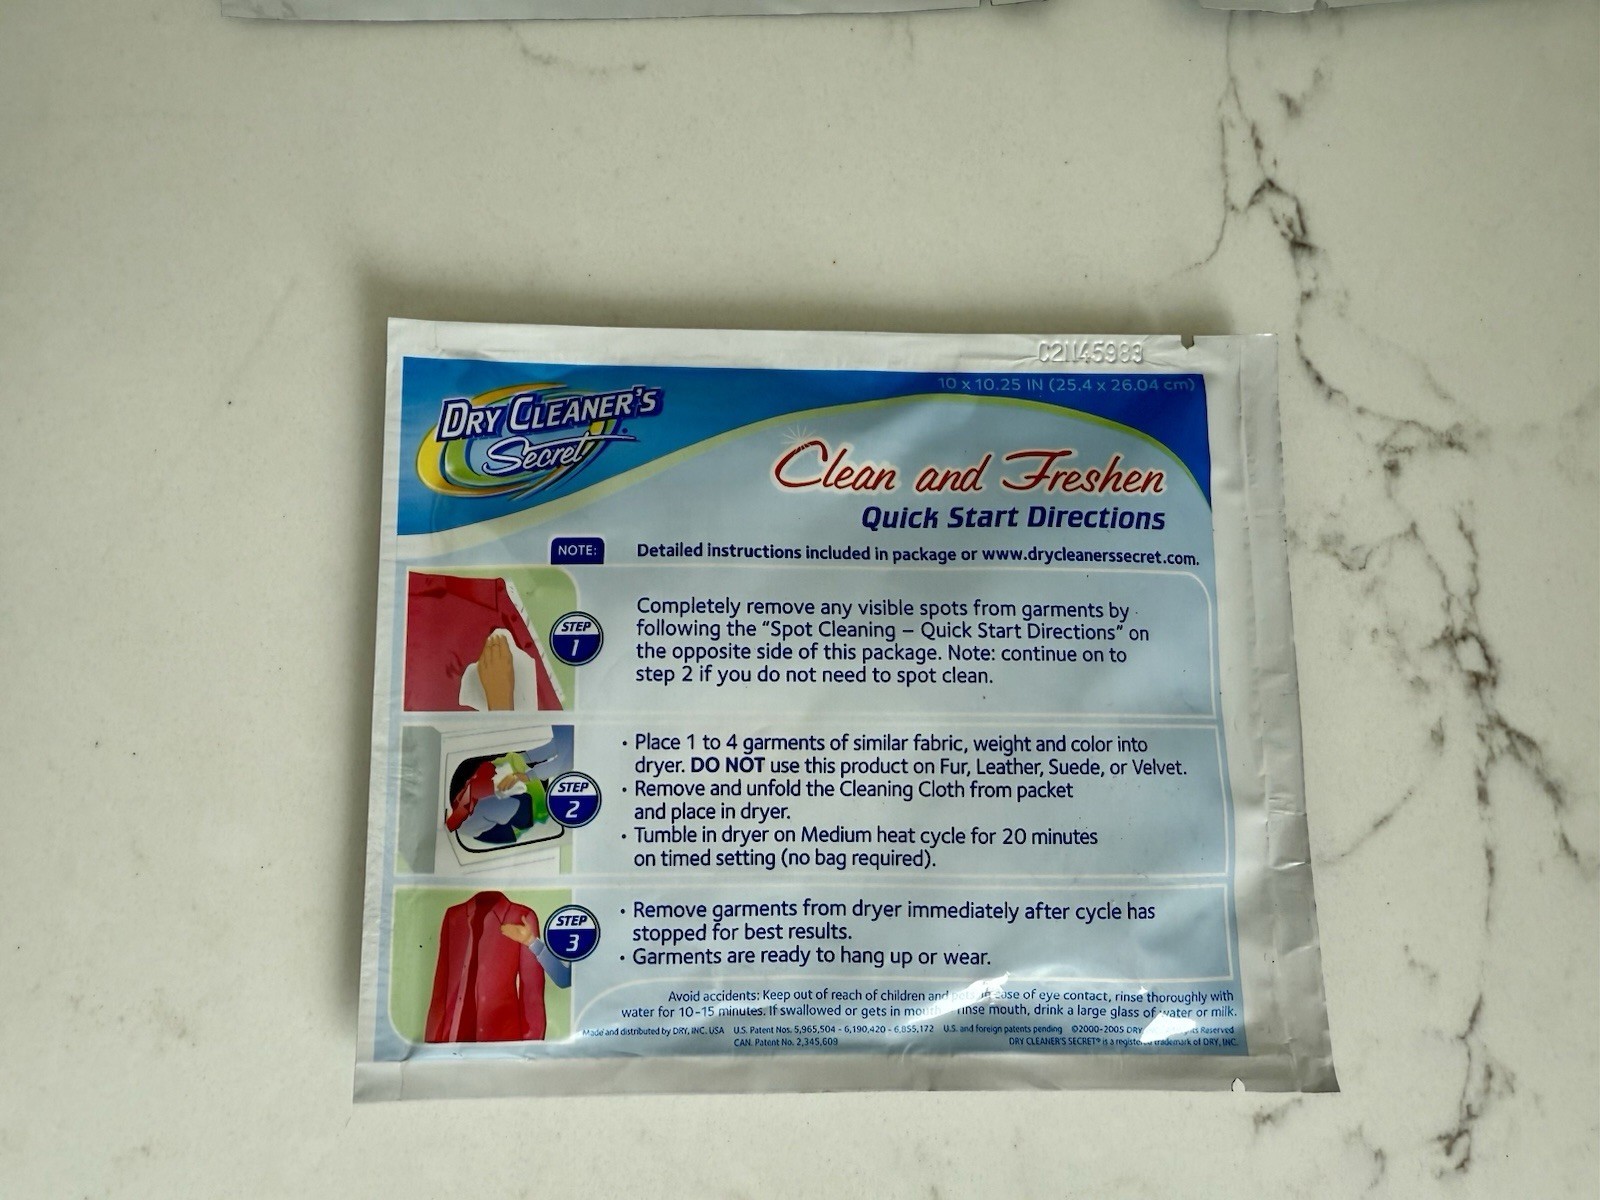 C2N45983
10 x 10.25 IN (25.4 x 26.04 cm)
DRY CLEANER'S
Secret
Clean and Freshen
Quick Start Directions
NOTE: Detailed instructions included in package or www.drycleanerssecret.com.
STEP
1
Completely remove any visible spots from garments by
following the “Spot Cleaning – Quick Start Directions” on
the opposite side of this package. Note: continue on to
step 2 if you do not need to spot clean.
STEP
2
• Place 1 to 4 garments of similar fabric, weight and color into
dryer. DO NOT use this product on Fur, Leather, Suede, or Velvet.
• Remove and unfold the Cleaning Cloth from packet
and place in dryer.
• Tumble in dryer on Medium heat cycle for 20 minutes
on timed setting (no bag required).
STEP
3
• Remove garments from dryer immediately after cycle has
stopped for best results.
• Garments are ready to hang up or wear.
Avoid accidents: Keep out of reach of children and pets. In case of eye contact, rinse thoroughly with
water for 10-15 minutes. If swallowed or gets in mouth rinse mouth, drink a large glass of water or milk.
Made and distributed by DRY, INC. USA U.S. Patent Nos. 5,965,504 - 6,190,420 - 6,855,172 U.S. and foreign patents pending ©2000-2005 DRY Reserved
CAN. Patent No. 2,345,609 DRY CLEANER'S SECRET® is a registered trademark of DRY, INC.